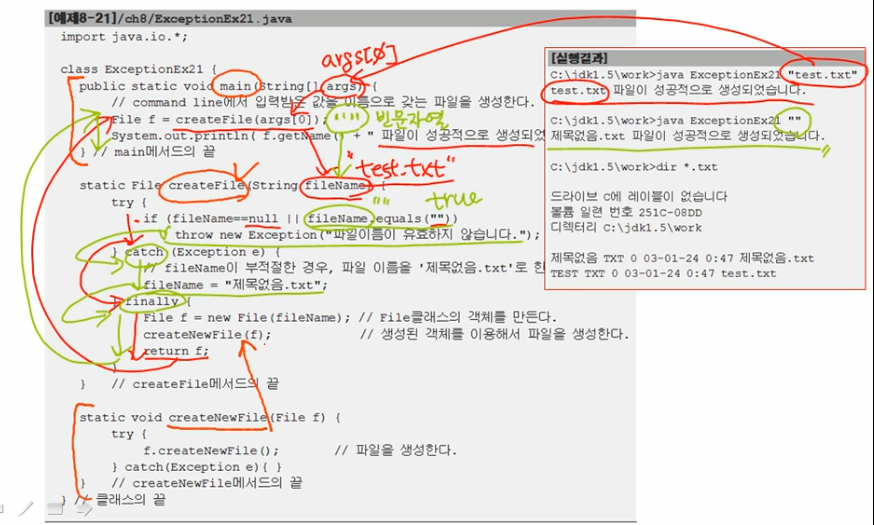 [예제8-21]/ch8/ExceptionEx21.java
import java.io.*;
args[0]
class ExceptionEx21 {
public static void main(String[] args) {
// command line에서 입력받은 값을 이름으로 갖는 파일을 생성한다.
File f = createFile(args[0]);
"" 빈문자열
System.out.println( f.getName() + " 파일이 성공적으로 생성되었
} // main메서드의 끝
"test.txt"
static File createFile(String fileName) {
"" true
try {
if (fileName==null || fileName.equals(""))
throw new Exception("파일이름이 유효하지 않습니다.");
} catch (Exception e) {
// fileName이 부적절한 경우, 파일 이름을 '제목없음.txt'로 한
fileName = "제목없음.txt";
} finally {
File f = new File(fileName); // File클래스의 객체를 만든다.
createNewFile(f); // 생성된 객체를 이용해서 파일을 생성한다.
return f;
}
} // createFile메서드의 끝
static void createNewFile(File f) {
try {
f.createNewFile(); // 파일을 생성한다.
} catch(Exception e){ }
} // createNewFile메서드의 끝
} // 클래스의 끝
[실행결과]
C:\jdk1.5\work>java ExceptionEx21 "test.txt"
test.txt 파일이 성공적으로 생성되었습니다.
C:\jdk1.5\work>java ExceptionEx21 ""
제목없음.txt 파일이 성공적으로 생성되었습니다.
C:\jdk1.5\work>dir *.txt
드라이브 C에 레이블이 없습니다
볼륨 일련 번호 251C-08DD
디렉터리 C:\jdk1.5\work
제목없음 TXT 0 03-01-24 0:47 제목없음.txt
TEST TXT 0 03-01-24 0:47 test.txt